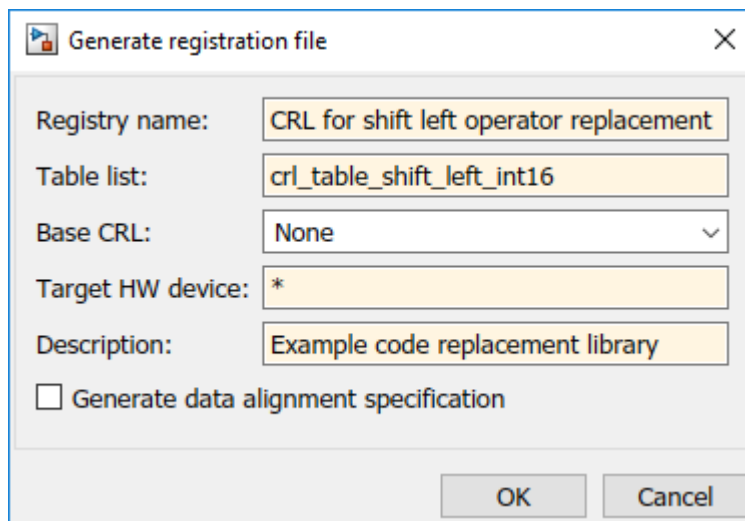 Generate registration file
Registry name: CRL for shift left operator replacement
Table list: crl_table_shift_left_int16
Base CRL: None
Target HW device: *
Description: Example code replacement library
Generate data alignment specification
OK Cancel